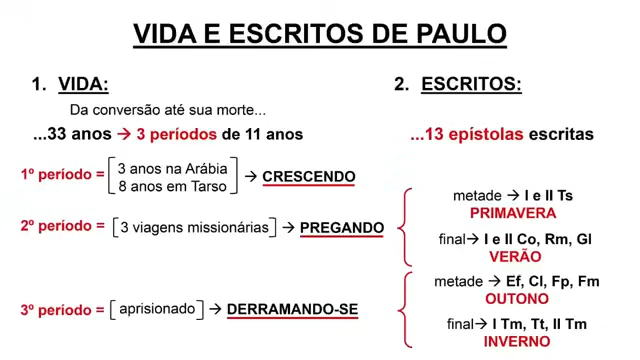 VIDA E ESCRITOS DE PAULO
1. VIDA:
Da conversão até sua morte...
...33 anos → 3 períodos de 11 anos
1º período = [3 anos na Arábia
8 anos em Tarso] → CRESCENDO
2º período = [3 viagens missionárias] → PREGANDO
3º período = [aprisionado] → DERRAMANDO-SE
2. ESCRITOS:
...13 epístolas escritas
metade → I e II Ts
PRIMAVERA
final→ I e II Co, Rm, Gl
VERÃO
metade → Ef, Cl, Fp, Fm
OUTONO
final→ I Tm, Tt, II Tm
INVERNO